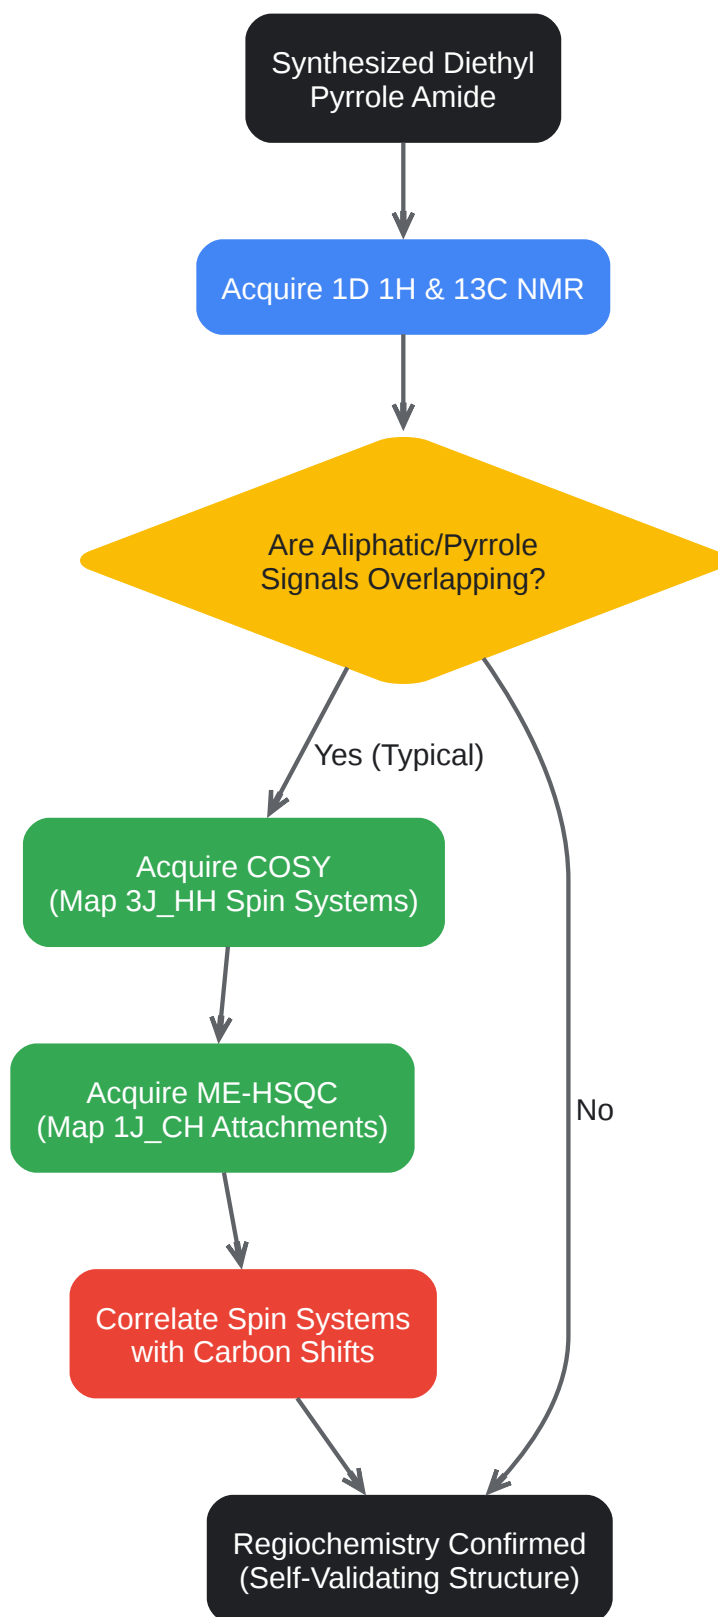 Synthesized Diethyl
Pyrrole Amide
Acquire 1D 1H & 13C NMR
Are Aliphatic/Pyrrole
Signals Overlapping?
Yes (Typical)
Acquire COSY
(Map 3J_HH Spin Systems)
Acquire ME-HSQC
(Map 1J_CH Attachments)
No
Correlate Spin Systems
with Carbon Shifts
Regiochemistry Confirmed
(Self-Validating Structure)